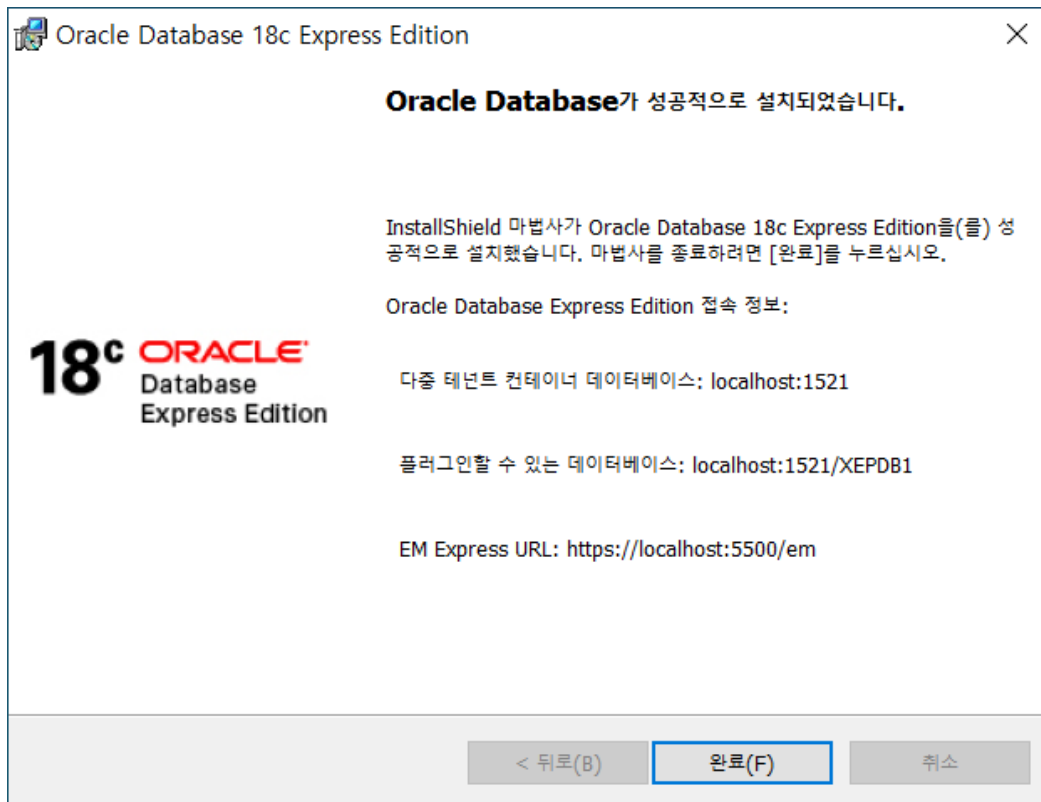 Oracle Database 18c Express Edition
Oracle Database가 성공적으로 설치되었습니다.
InstallShield 마법사가 Oracle Database 18c Express Edition을(를) 성
공적으로 설치했습니다. 마법사를 종료하려면 [완료]를 누르십시오.
Oracle Database Express Edition 접속 정보:
18c ORACLE
Database
Express Edition
다중 테넌트 컨테이너 데이터베이스: localhost:1521
플러그인할 수 있는 데이터베이스: localhost:1521/XEPDB1
EM Express URL: https://localhost:5500/em
< 뒤로(B)
완료(F)
취소